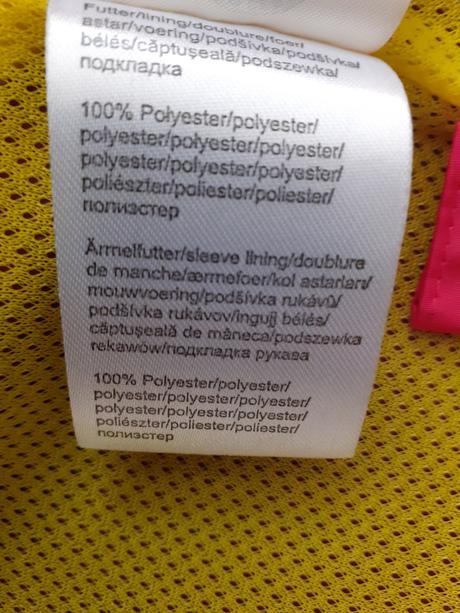 Futter/lining/doublure/foer/
astar/voering/podšívka/podšívka/
bélés/căptușeală/podszewka/
подкладка
100% Polyester/polyester/
polyester/polyester/polyester/
polyester/polyester/polyester/
poliészter/poliester/poliester/
полиэстер
Ärmelfutter/sleeve lining/doublure
de manche/ærmefoer/kol astarları/
mouwvoering/podšívka rukávů/
podšívka rukávov/ingujj bélés/
căptușeală de mâneca/podszewka
rękawów/подкладка рукава
100% Polyester/polyester/
polyester/polyester/polyester/
polyester/polyester/polyaster/
poliészter/poliester/poliester/
полиэстер